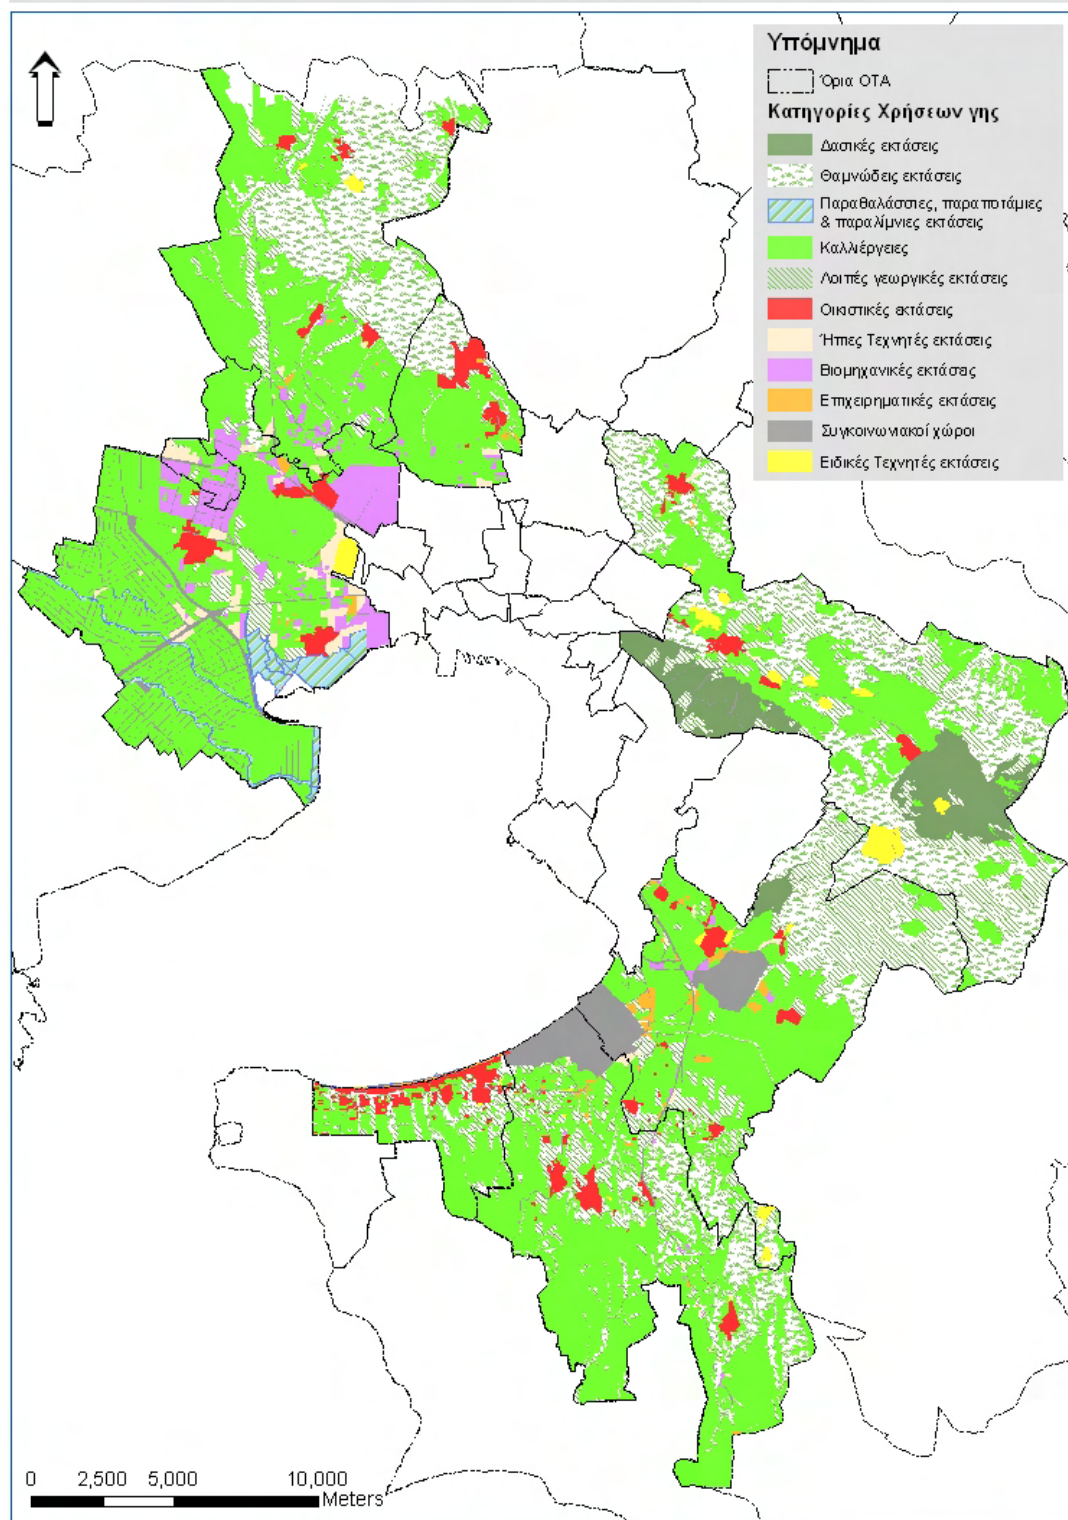 Υπόμνημα
Όρια ΟΤΑ
Κατηγορίες Χρήσεων γης
Δασικές εκτάσεις
Θαμνώδεις εκτάσεις
Παραθαλάσσιες, παραποτάμιες
& παραλίμνιες εκτάσεις
Καλλιέργειες
Λοιπές γεωργικές εκτάσεις
Οικιστικές εκτάσεις
Ήπιες Τεχνητές εκτάσεις
Βιομηχανικές εκτάσεις
Επιχειρηματικές εκτάσεις
Συγκοινωνιακοί χώροι
Ειδικές Τεχνητές εκτάσεις
0 2,500 5,000 10,000
Meters